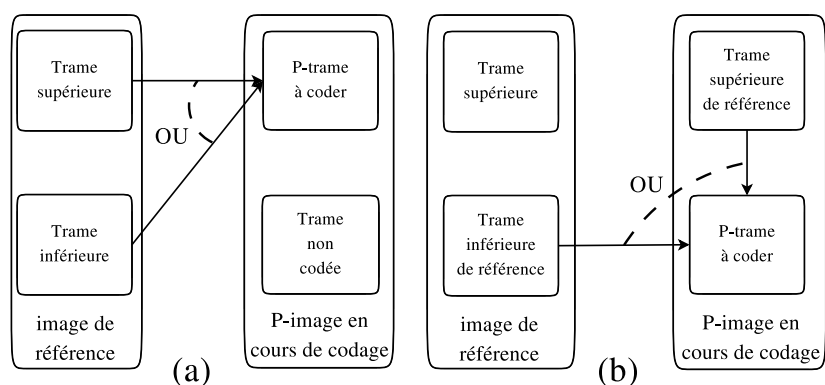 Trame
supérieure
P-trame
à coder
OU
Trame
inférieure
Trame
non
codée
image de
référence
P-image en
cours de codage
(a)
Trame
supérieure
Trame
supérieure
de référence
OU
Trame
inférieure
de référence
P-trame
à coder
image de
référence
P-image en
cours de codage
(b)